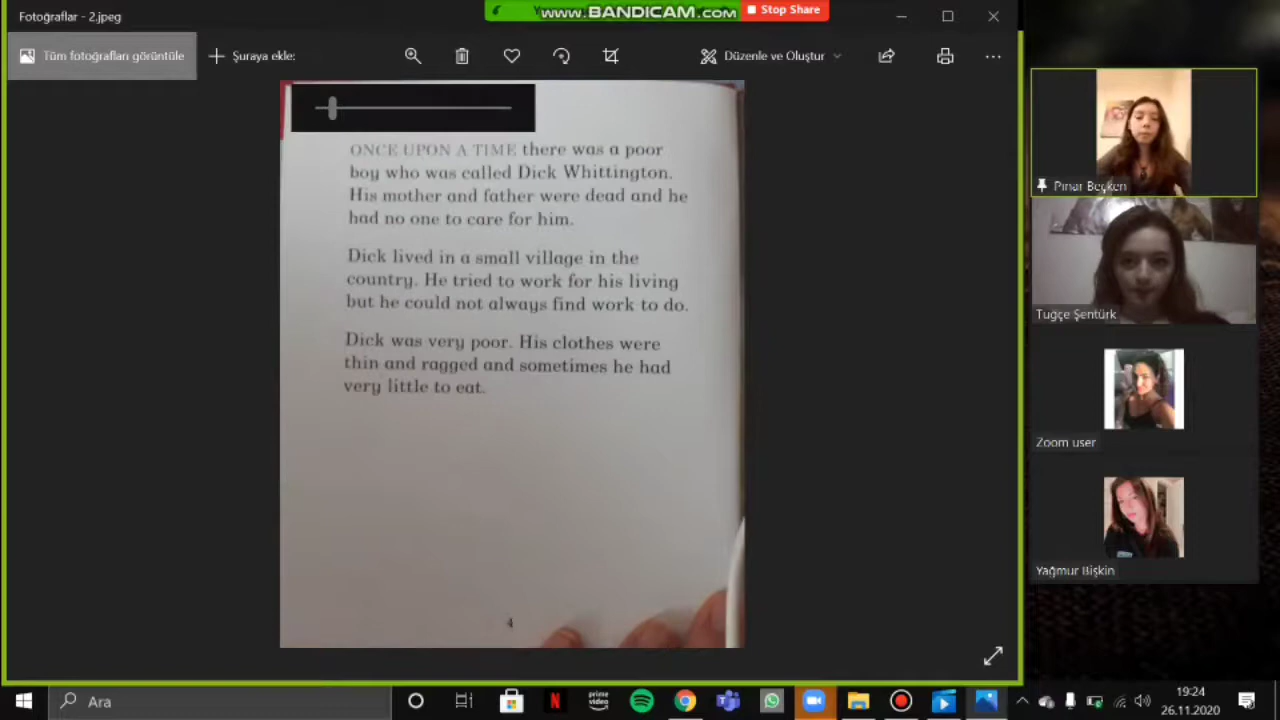 Fotoğraflar - 2.jpeg
www.BANDICAM.com
Stop Share
Tüm fotoğrafları görüntüle
Şuraya ekle:
Düzenle ve Oluştur
ONCE UPON A TIME there was a poor
boy who was called Dick Whittington.
His mother and father were dead and he
had no one to care for him.
Dick lived in a small village in the
country. He tried to work for his living
but he could not always find work to do.
Dick was very poor. His clothes were
thin and ragged and sometimes he had
very little to eat.
4
Pınar Beçken
Tuğçe Şentürk
Zoom user
Yağmur Bişkin
Ara
prime
video
19:24
26.11.2020